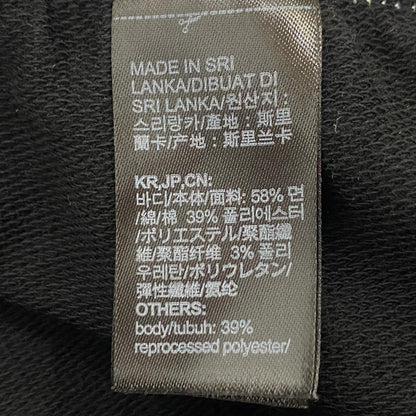 MADE IN SRI
LANKA/DIBUAT DI
SRI LANKA/원산지 :
스리랑카/產地 : 斯里
蘭卡/产地 : 斯里兰卡
KR,JP,CN:
바디/本体/面料: 58% 면
/綿/棉 39% 폴리에스터
/ポリエステル/聚酯纖
維/聚酯纤维 3% 폴리
우레탄/ポリウレタン/
彈性纖維/氨纶
OTHERS:
body/tubuh: 39%
reprocessed polyester/